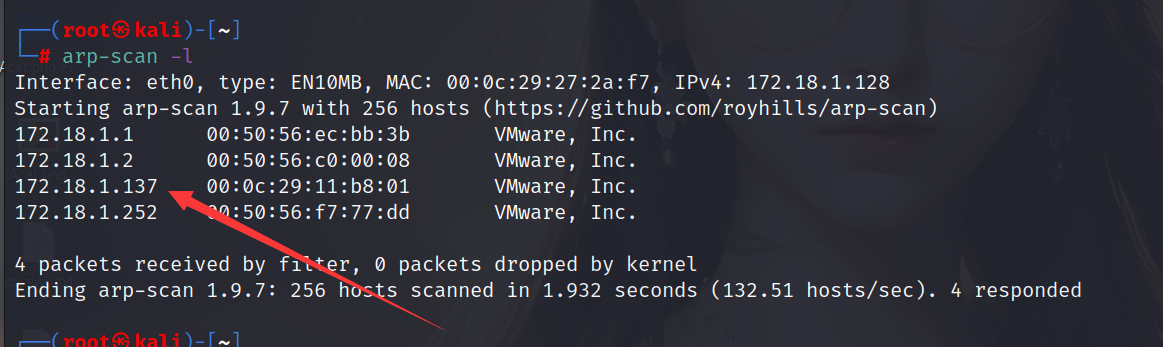 ┌──(root㉿kali)-[~]
└─# arp-scan -l
Interface: eth0, type: EN10MB, MAC: 00:0c:29:27:2a:f7, IPv4: 172.18.1.128
Starting arp-scan 1.9.7 with 256 hosts (https://github.com/royhills/arp-scan)
172.18.1.1 00:50:56:ec:bb:3b VMware, Inc.
172.18.1.2 00:50:56:c0:00:08 VMware, Inc.
172.18.1.137 00:0c:29:11:b8:01 VMware, Inc.
172.18.1.252 00:50:56:f7:77:dd VMware, Inc.
4 packets received by filter, 0 packets dropped by kernel
Ending arp-scan 1.9.7: 256 hosts scanned in 1.932 seconds (132.51 hosts/sec). 4 responded
┌──(root㉿kali)-[~]